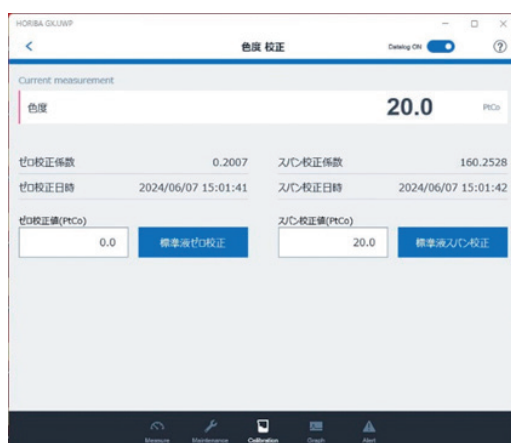 HORIBA GXUWP
色度 校正
Datalog ON
Current measurement
色度 20.0 PtCo
ゼロ校正係数 0.2007 スパン校正係数 160.2528
ゼロ校正日時 2024/06/07 15:01:41 スパン校正日時 2024/06/07 15:01:42
ゼロ校正値(PtCo) スパン校正値(PtCo)
0.0 標準液ゼロ校正 20.0 標準液スパン校正
Measure Maintenance Calibration Graph Alert